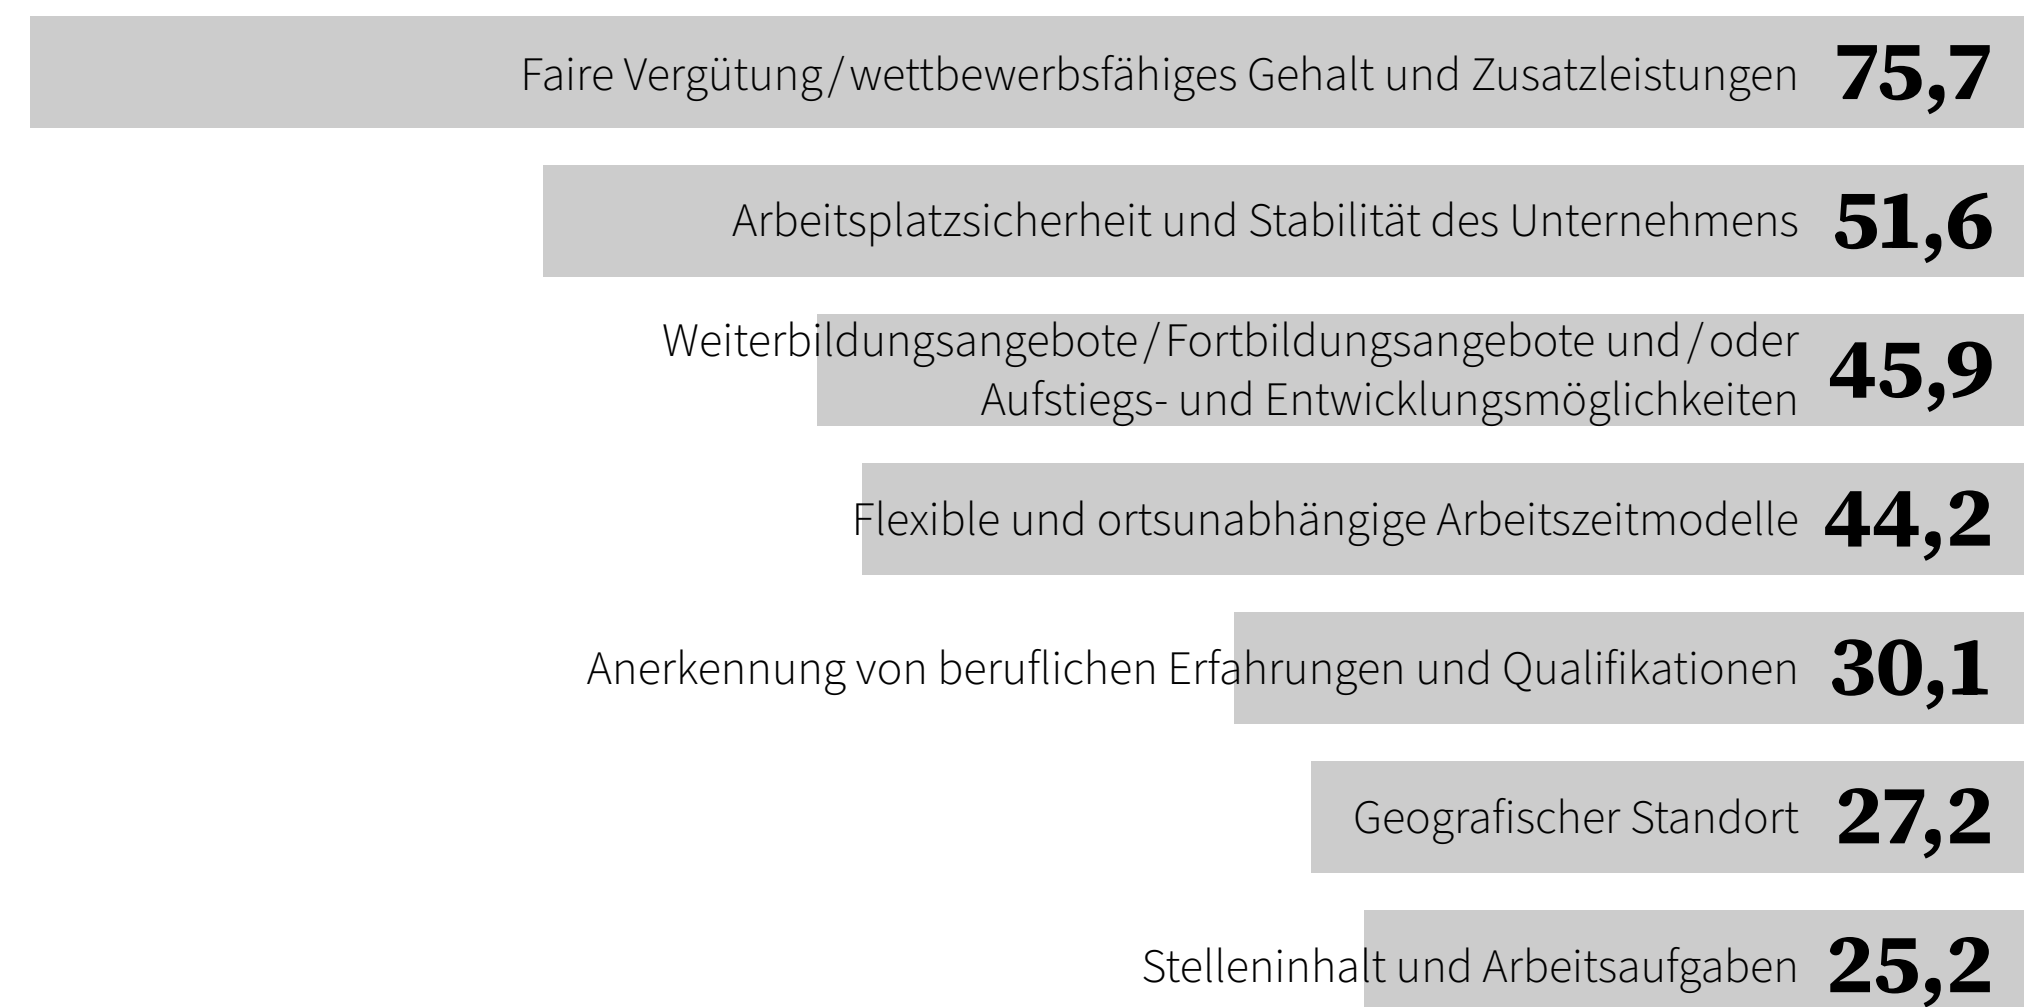 Faire Vergütung/wettbewerbsfähiges Gehalt und Zusatzleistungen 75,7
Arbeitsplatzsicherheit und Stabilität des Unternehmens 51,6
Weiterbildungsangebote/Fortbildungsangebote und/oder
Aufstiegs- und Entwicklungsmöglichkeiten 45,9
Flexible und ortsunabhängige Arbeitszeitmodelle 44,2
Anerkennung von beruflichen Erfahrungen und Qualifikationen 30,1
Geografischer Standort 27,2
Stelleninhalt und Arbeitsaufgaben 25,2